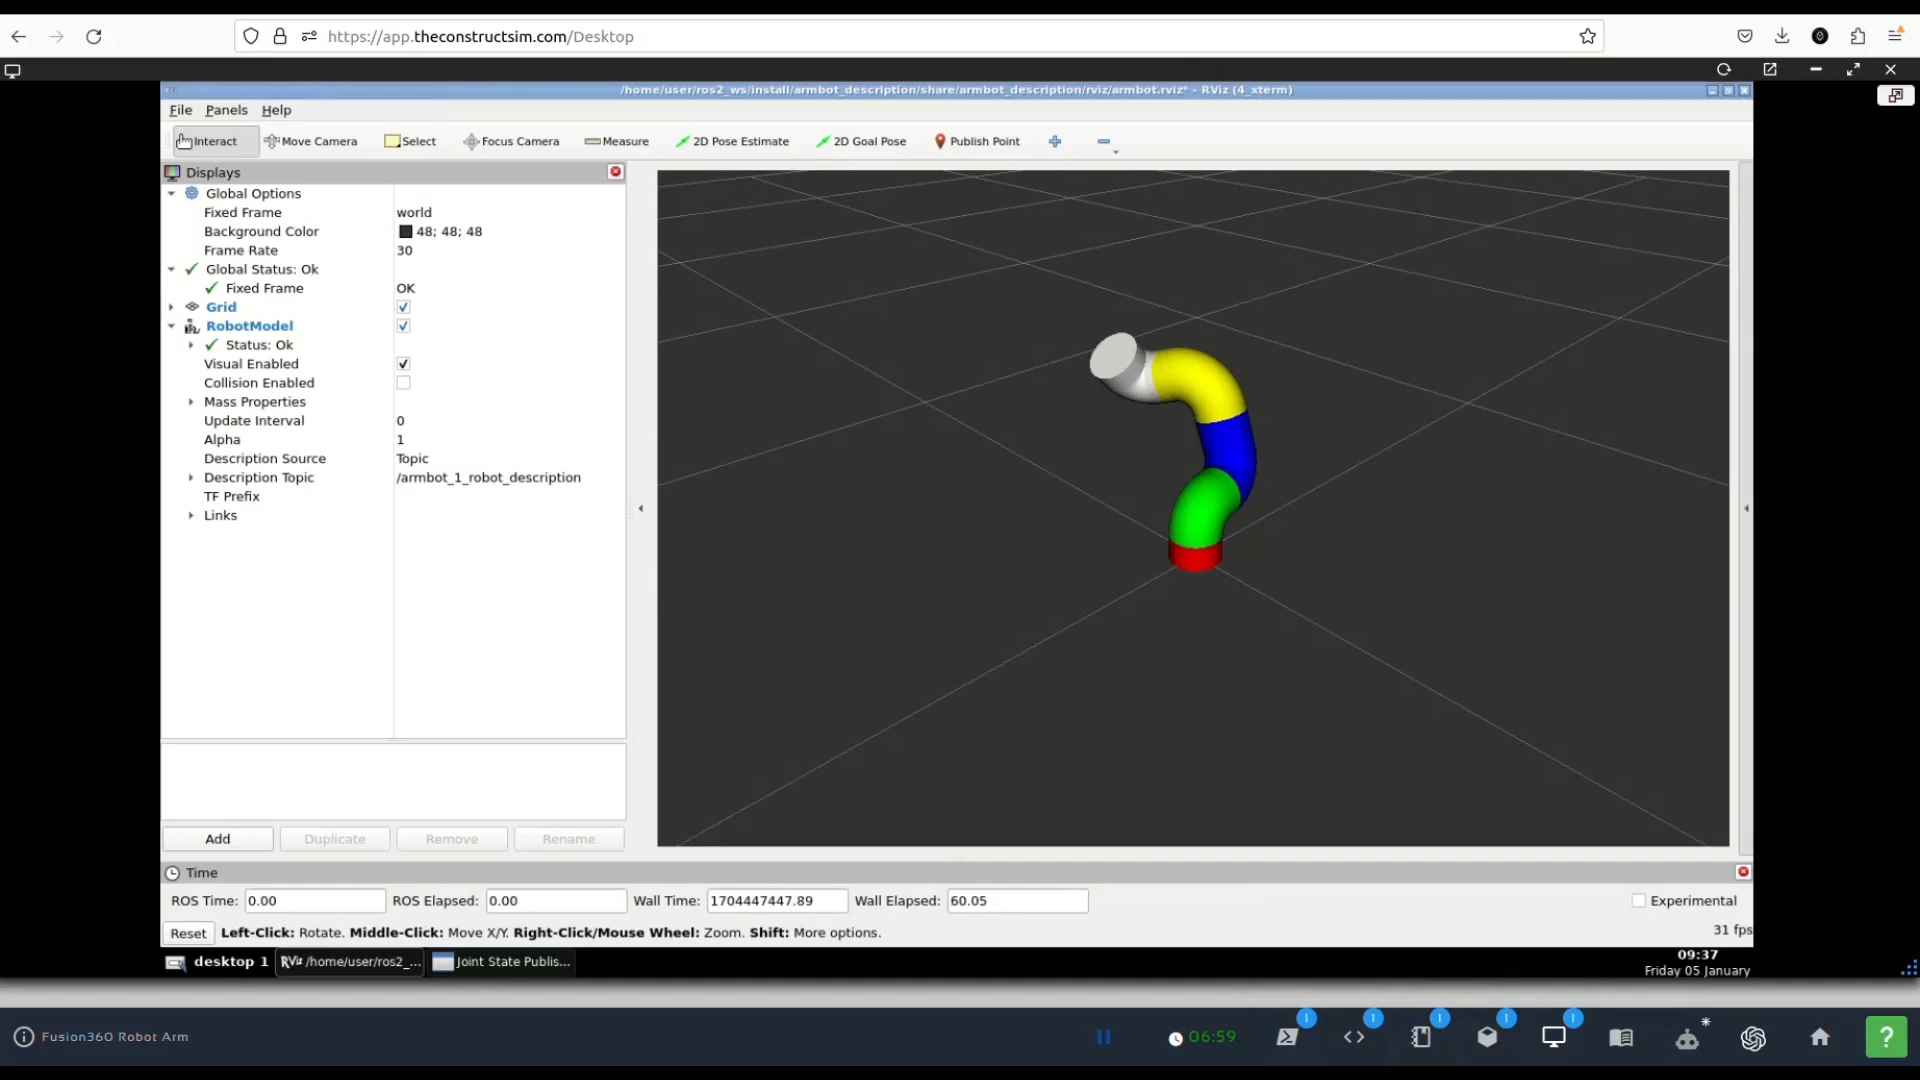 https://app.theconstructsim.com/Desktop
/home/user/ros2_ws/install/armbot_description/share/armbot_description/rviz/armbot.rviz* - RViz (4_xterm)
File Panels Help
Interact Move Camera Select Focus Camera Measure 2D Pose Estimate 2D Goal Pose Publish Point
Displays
Global Options
Fixed Frame world
Background Color 48; 48; 48
Frame Rate 30
Global Status: Ok
Fixed Frame OK
Grid
RobotModel
Status: Ok
Visual Enabled
Collision Enabled
Mass Properties
Update Interval 0
Alpha 1
Description Source Topic
Description Topic /armbot_1_robot_description
TF Prefix
Links
Add Duplicate Remove Rename
Time
ROS Time: 0.00 ROS Elapsed: 0.00 Wall Time: 1704447447.89 Wall Elapsed: 60.05 Experimental
Reset Left-Click: Rotate. Middle-Click: Move X/Y. Right-Click/Mouse Wheel: Zoom. Shift: More options. 31 fps
desktop 1 RViz /home/user/ros2_... Joint State Publis... 09:37
Friday 05 January
Fusion360 Robot Arm 06:59 1 1 1 1 1 ?